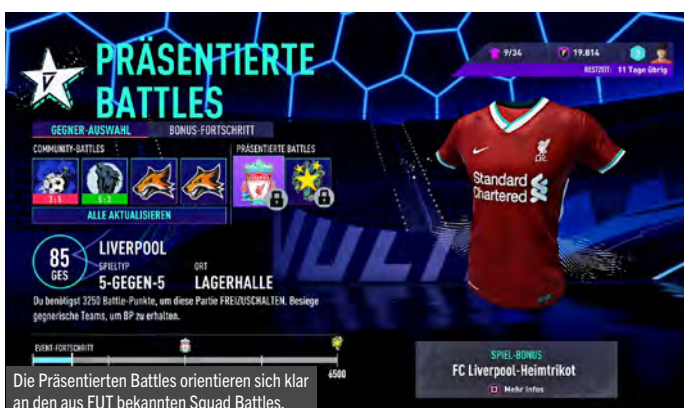 PRÄSENTIERTE
BATTLES
9/34
19.814
RESTZEIT: 11 Tage übrig
GEGNER-AUSWAHL
BONUS-FORTSCHRITT
COMMUNITY-BATTLES
PRÄSENTIERTE BATTLES
3:5
5:2
ALLE AKTUALISIEREN
Standard
Chartered
85
GES
LIVERPOOL
SPIELTYP
ORT
5-GEGEN-5
LAGERHALLE
Du benötigst 3250 Battle-Punkte, um diese Partie FREIZUSCHALTEN. Besiege
gegnerische Teams, um BP zu erhalten.
EVENT-FORTSCHRITT
6500
SPIEL-BONUS
FC Liverpool-Heimtrikot
Mehr Infos
Die Präsentierten Battles orientieren sich klar
an den aus FUT bekannten Squad Battles.